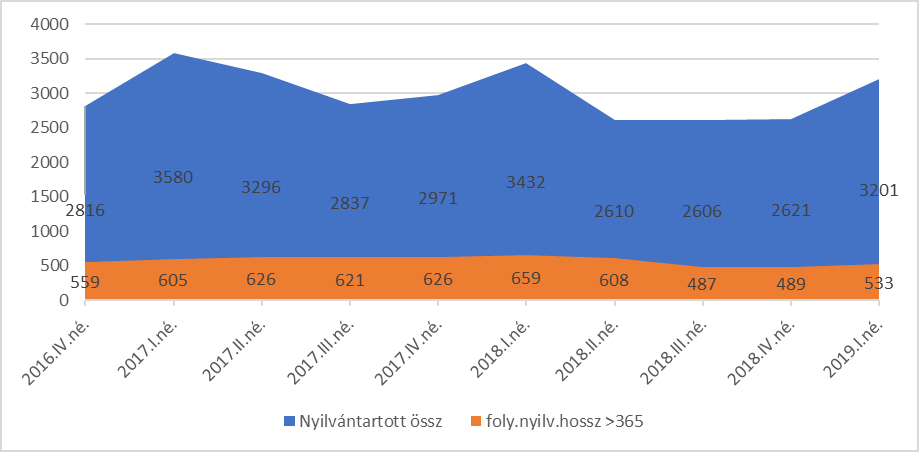 4000
3500
3000
2500
2000
1500
1000
500
0
2816 3580 3296 2837 2971 3432 2610 2606 2621 3201
559 605 626 621 626 659 608 487 489 533
2016.IV.né. 2017.I.né. 2017.II.né. 2017.III.né. 2017.IV.né. 2018.I.né. 2018.II.né. 2018.III.né. 2018.IV.né. 2019.I.né.
Nyilvántartott össz foly.nyilv.hossz >365